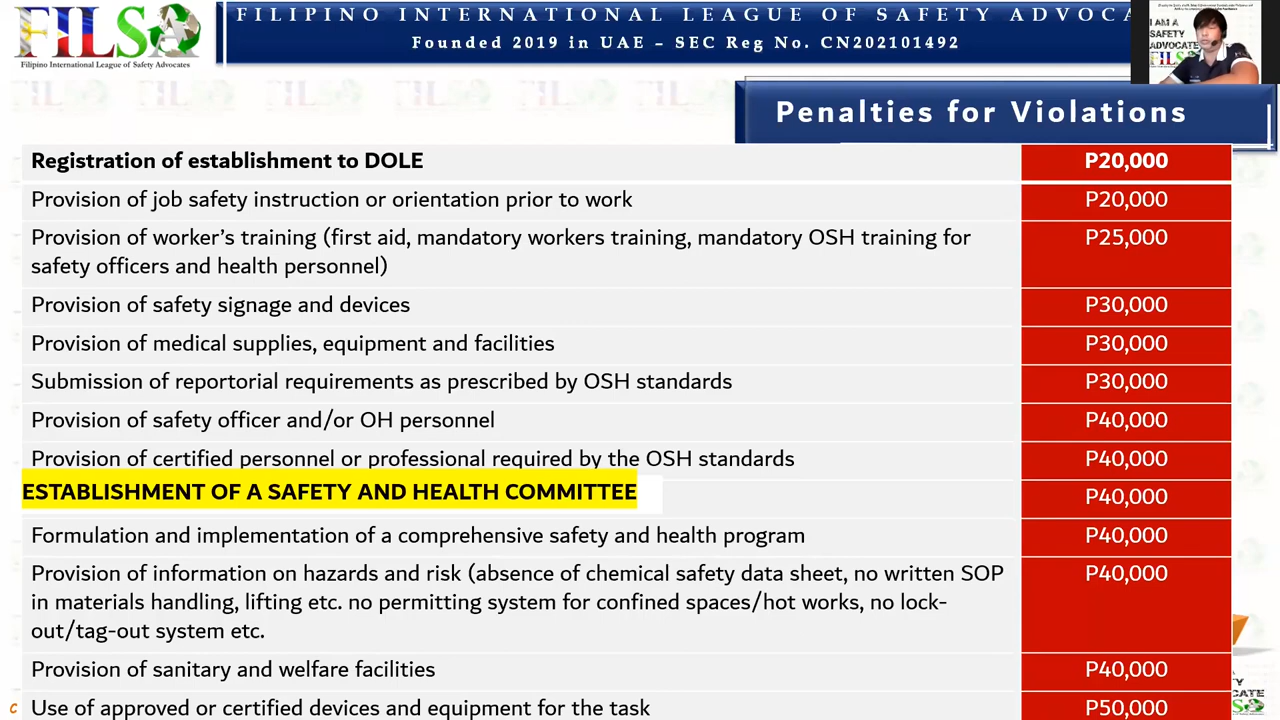 FILIPINO INTERNATIONAL LEAGUE OF SAFETY ADVOCA
Founded 2019 in UAE – SEC Reg No. CN202101492
FILSA
Filipino International League of Safety Advocates
I AM A
SAFETY
ADVOCATE
Penalties for Violations
Registration of establishment to DOLE P20,000
Provision of job safety instruction or orientation prior to work P20,000
Provision of worker's training (first aid, mandatory workers training, mandatory OSH training for P25,000
safety officers and health personnel)
Provision of safety signage and devices P30,000
Provision of medical supplies, equipment and facilities P30,000
Submission of reportorial requirements as prescribed by OSH standards P30,000
Provision of safety officer and/or OH personnel P40,000
Provision of certified personnel or professional required by the OSH standards P40,000
ESTABLISHMENT OF A SAFETY AND HEALTH COMMITTEE P40,000
Formulation and implementation of a comprehensive safety and health program P40,000
Provision of information on hazards and risk (absence of chemical safety data sheet, no written SOP P40,000
in materials handling, lifting etc. no permitting system for confined spaces/hot works, no lock-
out/tag-out system etc.
Provision of sanitary and welfare facilities P40,000
Use of approved or certified devices and equipment for the task P50,000